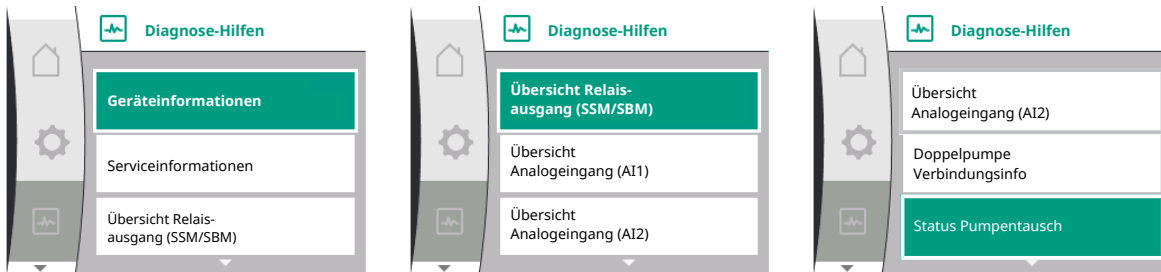 Diagnose-Hilfen
Geräteinformationen
Serviceinformationen
Übersicht Relais-
ausgang (SSM/SBM)
Diagnose-Hilfen
Übersicht Relais-
ausgang (SSM/SBM)
Übersicht
Analogeingang (AI1)
Übersicht
Analogeingang (AI2)
Diagnose-Hilfen
Übersicht
Analogeingang (AI2)
Doppelpumpe
Verbindungsinfo
Status Pumpentausch